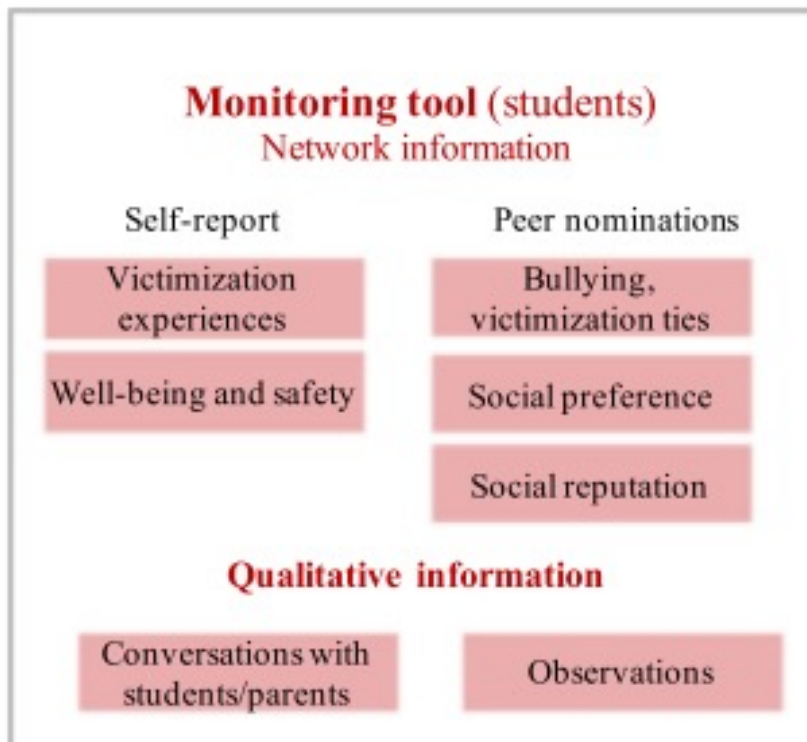 Monitoring tool (students)
Network information
Self-report
Peer nominations
Victimization
experiences
Bullying,
victimization ties
Well-being and safety
Social preference
Social reputation
Qualitative information
Conversations with
students/parents
Observations